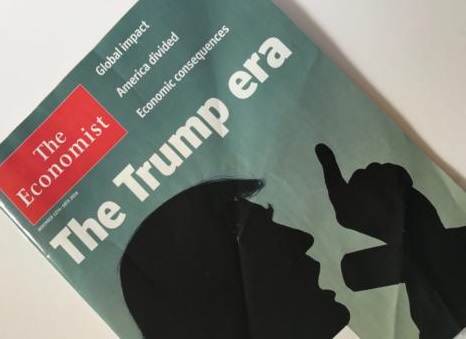 Global impact
America divided
Economic consequences
The
Economist
The Trump era